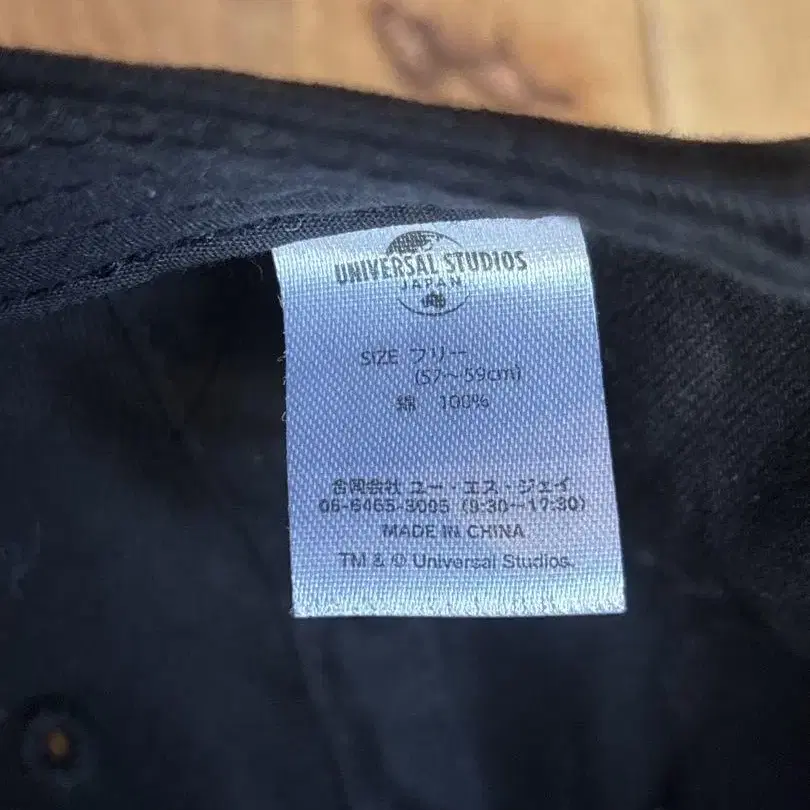 UNIVERSAL STUDIOS
JAPAN
SIZE フリー
(57～59cm)
綿 100%
合同会社 ユー・エス・ジェイ
06-6465-3005 (9:30～17:30)
MADE IN CHINA
TM & © Universal Studios.